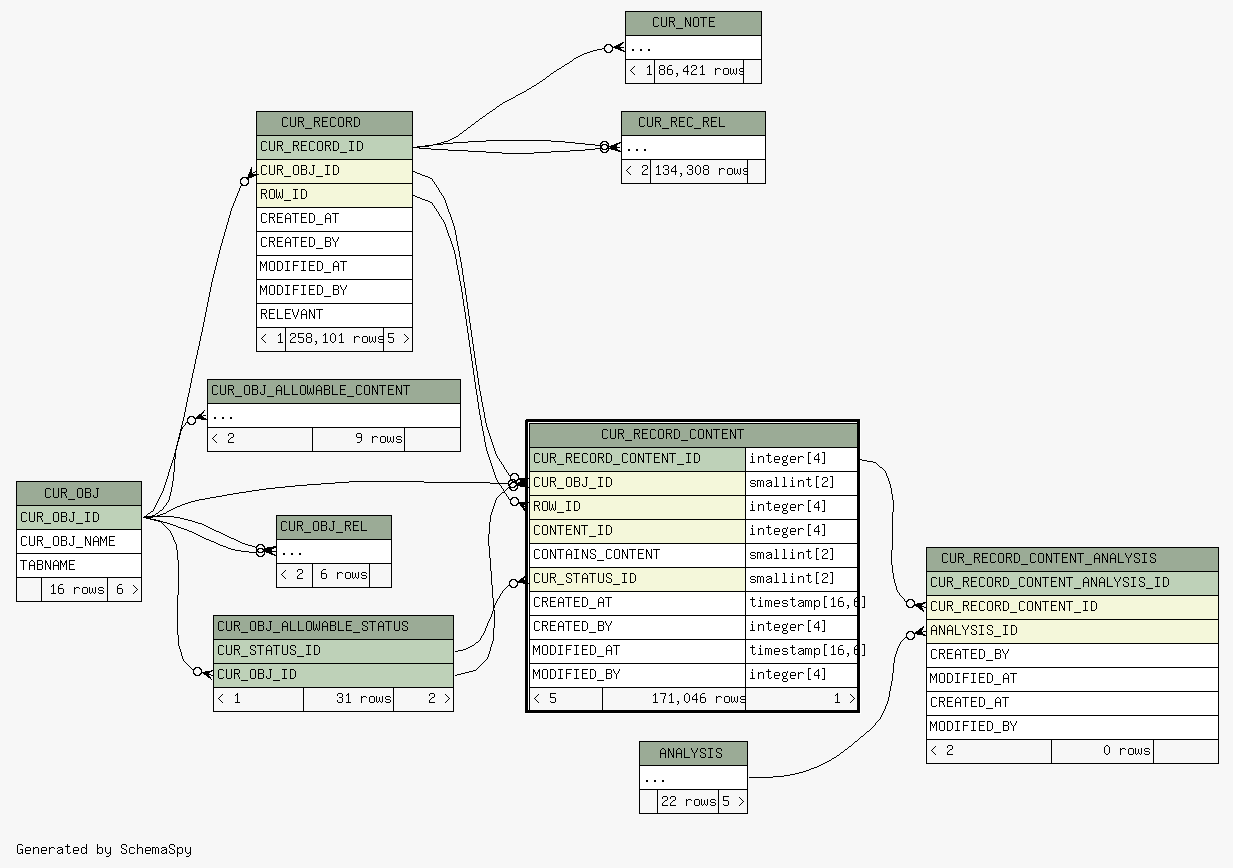 CUR_NOTE
...
< 1 86,421 rows
CUR_RECORD
CUR_RECORD_ID
CUR_OBJ_ID
ROW_ID
CREATED_AT
CREATED_BY
MODIFIED_AT
MODIFIED_BY
RELEVANT
< 1 258,101 rows 5 >
CUR_REC_REL
...
< 2 134,308 rows
CUR_OBJ_ALLOWABLE_CONTENT
...
< 2 9 rows
CUR_OBJ
CUR_OBJ_ID
CUR_OBJ_NAME
TABNAME
16 rows 6 >
CUR_OBJ_REL
...
< 2 6 rows
CUR_OBJ_ALLOWABLE_STATUS
CUR_STATUS_ID
CUR_OBJ_ID
< 1 31 rows 2 >
CUR_RECORD_CONTENT
CUR_RECORD_CONTENT_ID integer[4]
CUR_OBJ_ID smallint[2]
ROW_ID integer[4]
CONTENT_ID integer[4]
CONTAINS_CONTENT smallint[2]
CUR_STATUS_ID smallint[2]
CREATED_AT timestamp[16,6]
CREATED_BY integer[4]
MODIFIED_AT timestamp[16,6]
MODIFIED_BY integer[4]
< 5 171,046 rows 1 >
CUR_RECORD_CONTENT_ANALYSIS
CUR_RECORD_CONTENT_ANALYSIS_ID
CUR_RECORD_CONTENT_ID
ANALYSIS_ID
CREATED_BY
MODIFIED_AT
CREATED_AT
MODIFIED_BY
< 2 0 rows
ANALYSIS
...
22 rows 5 >
Generated by SchemaSpy